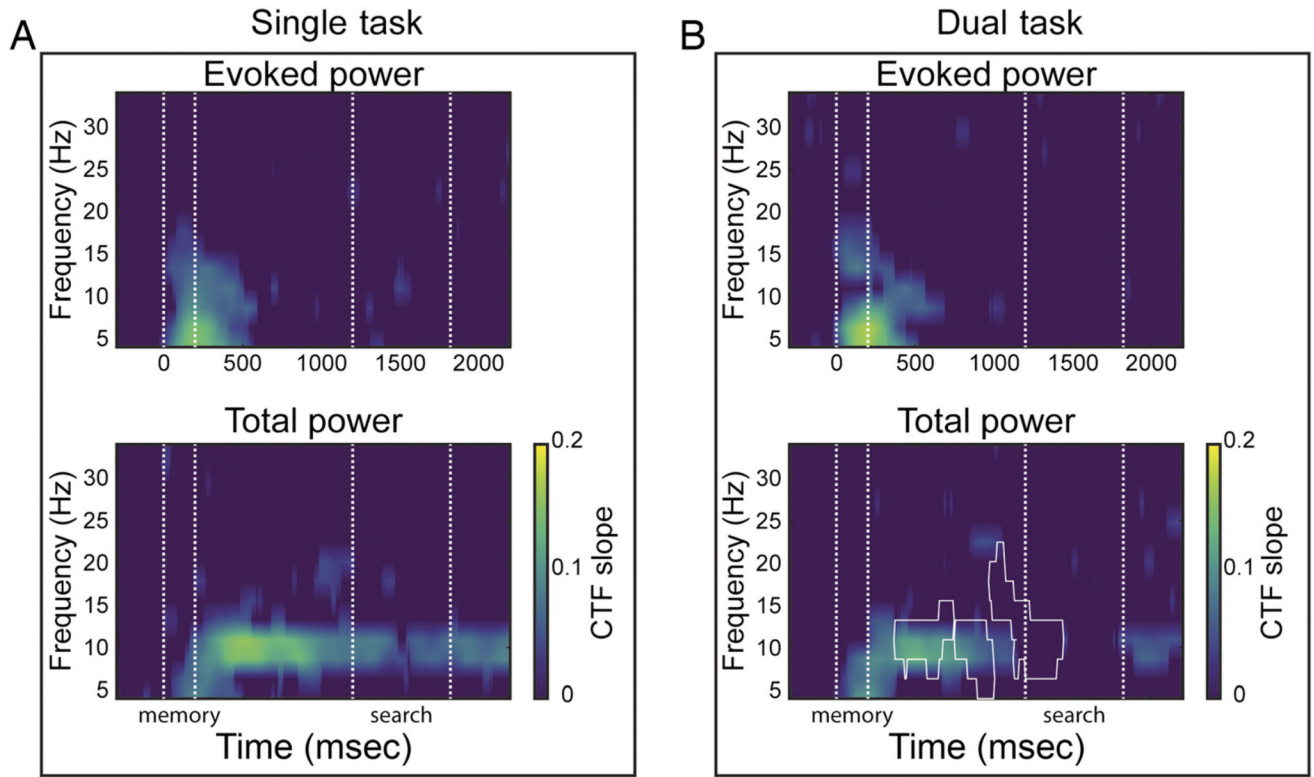 A
Single task
Evoked power
Frequency (Hz)
30
25
20
15
10
5
0 500 1000 1500 2000
Total power
Frequency (Hz)
30
25
20
15
10
5
memory search
Time (msec)
0.2
0.1
0
CTF slope
B
Dual task
Evoked power
Frequency (Hz)
30
25
20
15
10
5
0 500 1000 1500 2000
Total power
Frequency (Hz)
30
25
20
15
10
5
memory search
Time (msec)
0.2
0.1
0
CTF slope